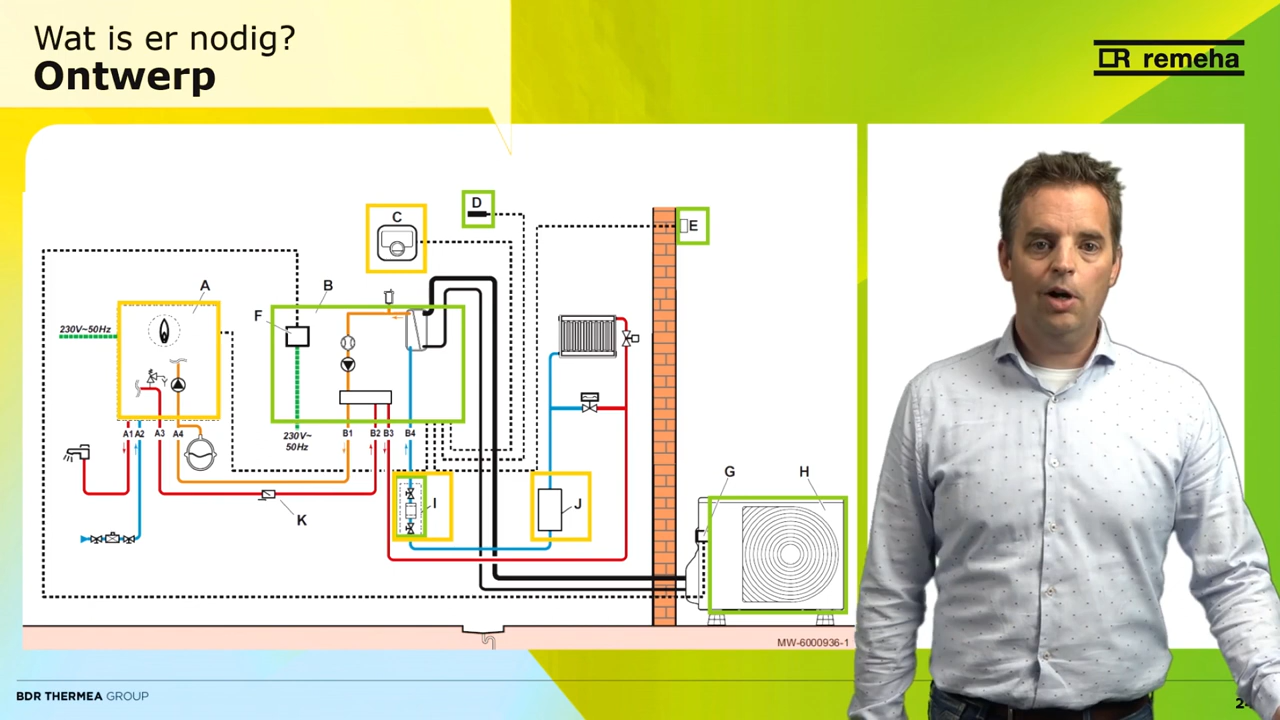 Wat is er nodig?
Ontwerp
remeha
D
C
E
A
B
F
230V~50Hz
A1 A2 A3 A4
230V~
50Hz
B1 B2 B3 B4
G
H
I
J
K
MW-6000936-1
BDR THERMEA GROUP